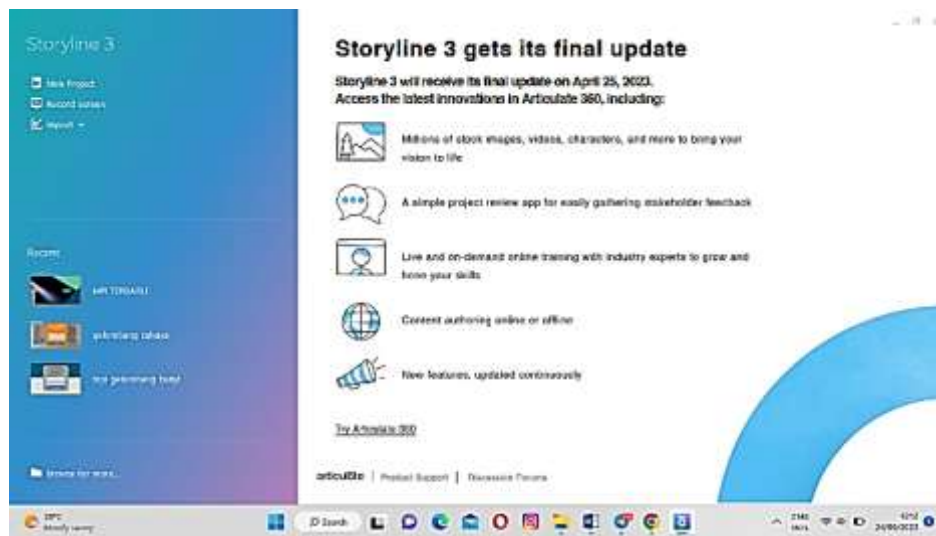 Storyline 3
New Project
Record screen
Import
Recent
Browse for more...
Storyline 3 gets its final update
Storyline 3 will receive its final update on April 25, 2023.
Access the latest innovations in Articulate 360, including:
Millions of stock images, videos, characters, and more to bring your
vision to life
A simple project review app for easily gathering stakeholder feedback
Live and on-demand online training with industry experts to grow and
hone your skills
Content authoring online or offline
New features, updated continuously
Try Articulate 360
articulate | Product Support | Discussion Forums
Mostly sunny
Search